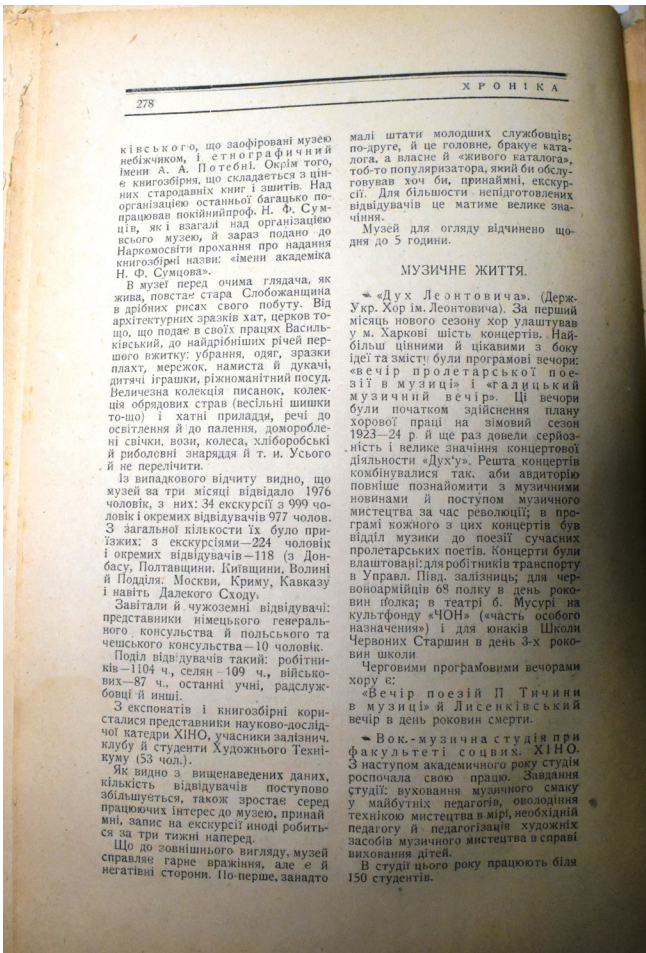 ХРОНІКА
278
ківського, що заофіровані музею
небіжчиком, і етнографичний
імени А. А. Потебні. Окрім того,
є книгозбірня, що складається з цін-
них стародавніх книг і зшитів. Над
організацією останньої багацько по-
працював покійнийпроф. Н. Ф. Сум-
ців, як і взагалі над організацією
всього музею, й зараз подано до
Наркомосвіти прохання про надання
книгозбірні назви: «імени академіка
Н. Ф. Сумцова».
В музеї перед очима глядача, як
жива, повстає стара Слобожанщина
в дрібних рисах свого побуту. Від
архітектурних зразків хат, церков то-
що, що подає в своїх працях Василь-
ківський, до найдрібніших річей пер-
шого вжитку: убрання, одяг, зразки
плахт, мережок, намиста й дукачі,
дитячі іграшки, ріжноманітний посуд.
Величезна колекція писанок, колек-
ція обрядових страв (весільні шишки
то-що) і хатні приладдя, речі до
освітлення й до палення, доморобле-
ні свічки, вози, колеса, хліборобські
й риболовні знаряддя й т. и. Усього
й не перелічити.
Із випадкового відчиту видно, що
музей за три місяці відвідало 1976
чоловік, з них: 34 екскурсії з 999 чо-
ловік і окремих відвідувачів 977 чолов.
З загальної кількости їх було при-
їзжих: з екскурсіями—224 чоловік
і окремих відвідувачів—118 (з Дон-
басу, Полтавщини, Київщини, Волині
й Подділя. Москви, Криму, Кавказу
і навіть Далекого Сходу.
Завітали й чужоземні відвідувачі:
представники німецького генераль-
ного консульства й польського та
чешського консульства—10 чоловік.
Поділ відвідувачів такий: робітни-
ків—1104 ч., селян—109 ч., військо-
вих—87 ч., останні учні, радслуж-
бовці й инші.
З експонатів і книгозбірні кори-
сталися представники науково-дослід-
чої катедри ХІНО, учасники залізнич.
клубу й студенти Художнього Техні-
куму (53 чол.).
Як видно з вищенаведених даних,
кількість відвідувачів поступово
збільшується, також зростає серед
працюючих інтерес до музею, принай
мні, запис на екскурсії иноді робить-
ся за три тижні наперед.
Що до зовнішнього вигляду, музей
справляє гарне вражіння, але є й
негатівні сторони. По-перше, занадто
малі штати молодших службовців;
по-друге, й це головне, бракує ката-
лога, а власне й «живого каталога»,
тоб-то популяризатора, який би обслу-
говував хоч би, принаймні, екскур-
сії. Для більшости непідготовлених
відвідувачів це матиме велике зна-
чіння.
Музей для огляду відчинено що-
дня до 5 години.
МУЗИЧНЕ ЖИТТЯ.
«Дух Леонтовича». (Держ-
Укр. Хор ім. Леонтовича). За перший
місяць нового сезону хор улаштував
у м. Харкові шість концертів. Най-
більш цінними й цікавими з боку
ідеї та змісту були програмові вечори:
«вечір пролетарської пое-
зії в музиці» і «галицький
музичний вечір». Ці вечори
були початком здійснення плану
хорової праці на зімовий сезон
1923—24 р. й ще раз довели серйоз-
ність і велике значіння концертової
діяльности «Дух'у». Решта концертів
комбінувалися так, аби авдиторію
повніше познайомити з музичними
новинами й поступом музичного
мистецтва за час революції; в про-
грамі кожного з цих концертів був
відділ музики до поезії сучасних
пролетарських поетів. Концерти були
влаштовані: для робітників транспорту
в Управл. Півд. залізниць; для чер-
воноармійців 68 полку в день роко-
вин полка; в театрі б. Мусурі на
культфонду «ЧОН» («часть особого
назначения») і для юнаків Школи
Червоних Старшин в день 3-х роко-
вин школи
Черговими програмовими вечорами
хору є:
«Вечір поезій П Тичини
в музиці» й Лисенківський
вечір в день роковин смерти.
Вок.-музична студія при
факультеті соцвих. ХІНО.
З наступом академичного року студія
роспочала свою працю. Завдання
студії: вуховання музичного смаку
у майбутніх педагогів, оволодіння
технікою мистецтва в мірі, необхідній
педагогу й педагогізація художніх
засобів музичного мистецтва в справі
виховання дітей.
В студії цього року працюють біля
150 студентів.